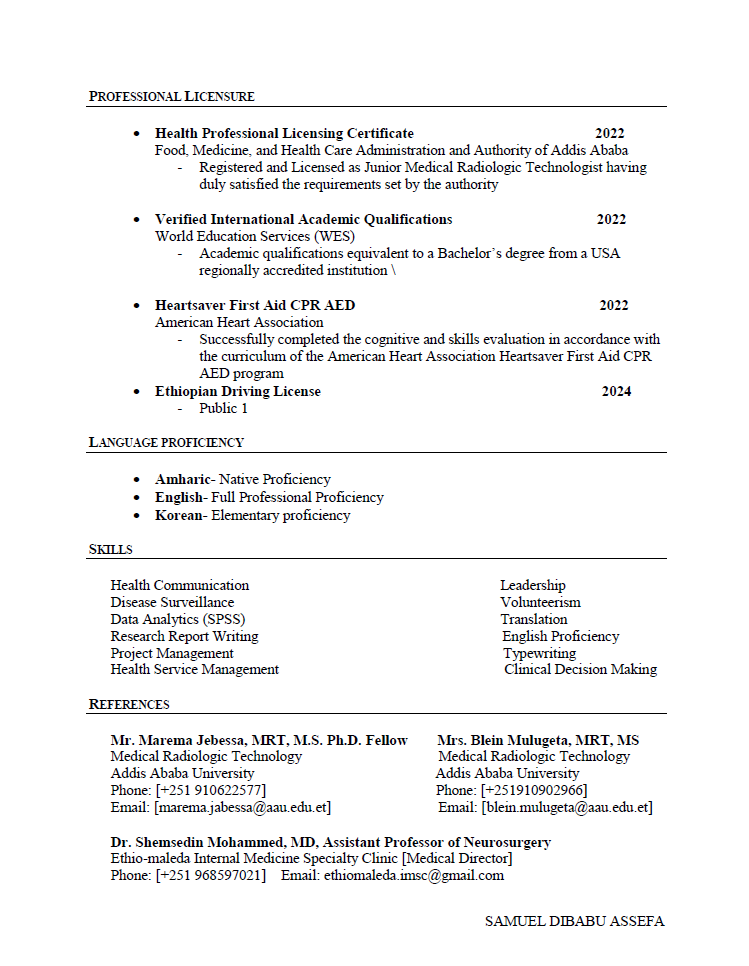 PROFESSIONAL LICENSURE
• Health Professional Licensing Certificate 2022
Food, Medicine, and Health Care Administration and Authority of Addis Ababa
- Registered and Licensed as Junior Medical Radiologic Technologist having
duly satisfied the requirements set by the authority
• Verified International Academic Qualifications 2022
World Education Services (WES)
- Academic qualifications equivalent to a Bachelor’s degree from a USA
regionally accredited institution \
• Heartsaver First Aid CPR AED 2022
American Heart Association
- Successfully completed the cognitive and skills evaluation in accordance with
the curriculum of the American Heart Association Heartsaver First Aid CPR
AED program
• Ethiopian Driving License 2024
- Public 1
LANGUAGE PROFICIENCY
• Amharic- Native Proficiency
• English- Full Professional Proficiency
• Korean- Elementary proficiency
SKILLS
Health Communication Leadership
Disease Surveillance Volunteerism
Data Analytics (SPSS) Translation
Research Report Writing English Proficiency
Project Management Typewriting
Health Service Management Clinical Decision Making
REFERENCES
Mr. Marema Jebessa, MRT, M.S. Ph.D. Fellow Mrs. Blein Mulugeta, MRT, MS
Medical Radiologic Technology Medical Radiologic Technology
Addis Ababa University Addis Ababa University
Phone: [+251 910622577] Phone: [+251910902966]
Email: [marema.jabessa@aau.edu.et] Email: [blein.mulugeta@aau.edu.et]
Dr. Shemsedin Mohammed, MD, Assistant Professor of Neurosurgery
Ethio-maleda Internal Medicine Specialty Clinic [Medical Director]
Phone: [+251 968597021] Email: ethiomaleda.imsc@gmail.com
SAMUEL DIBABU ASSEFA